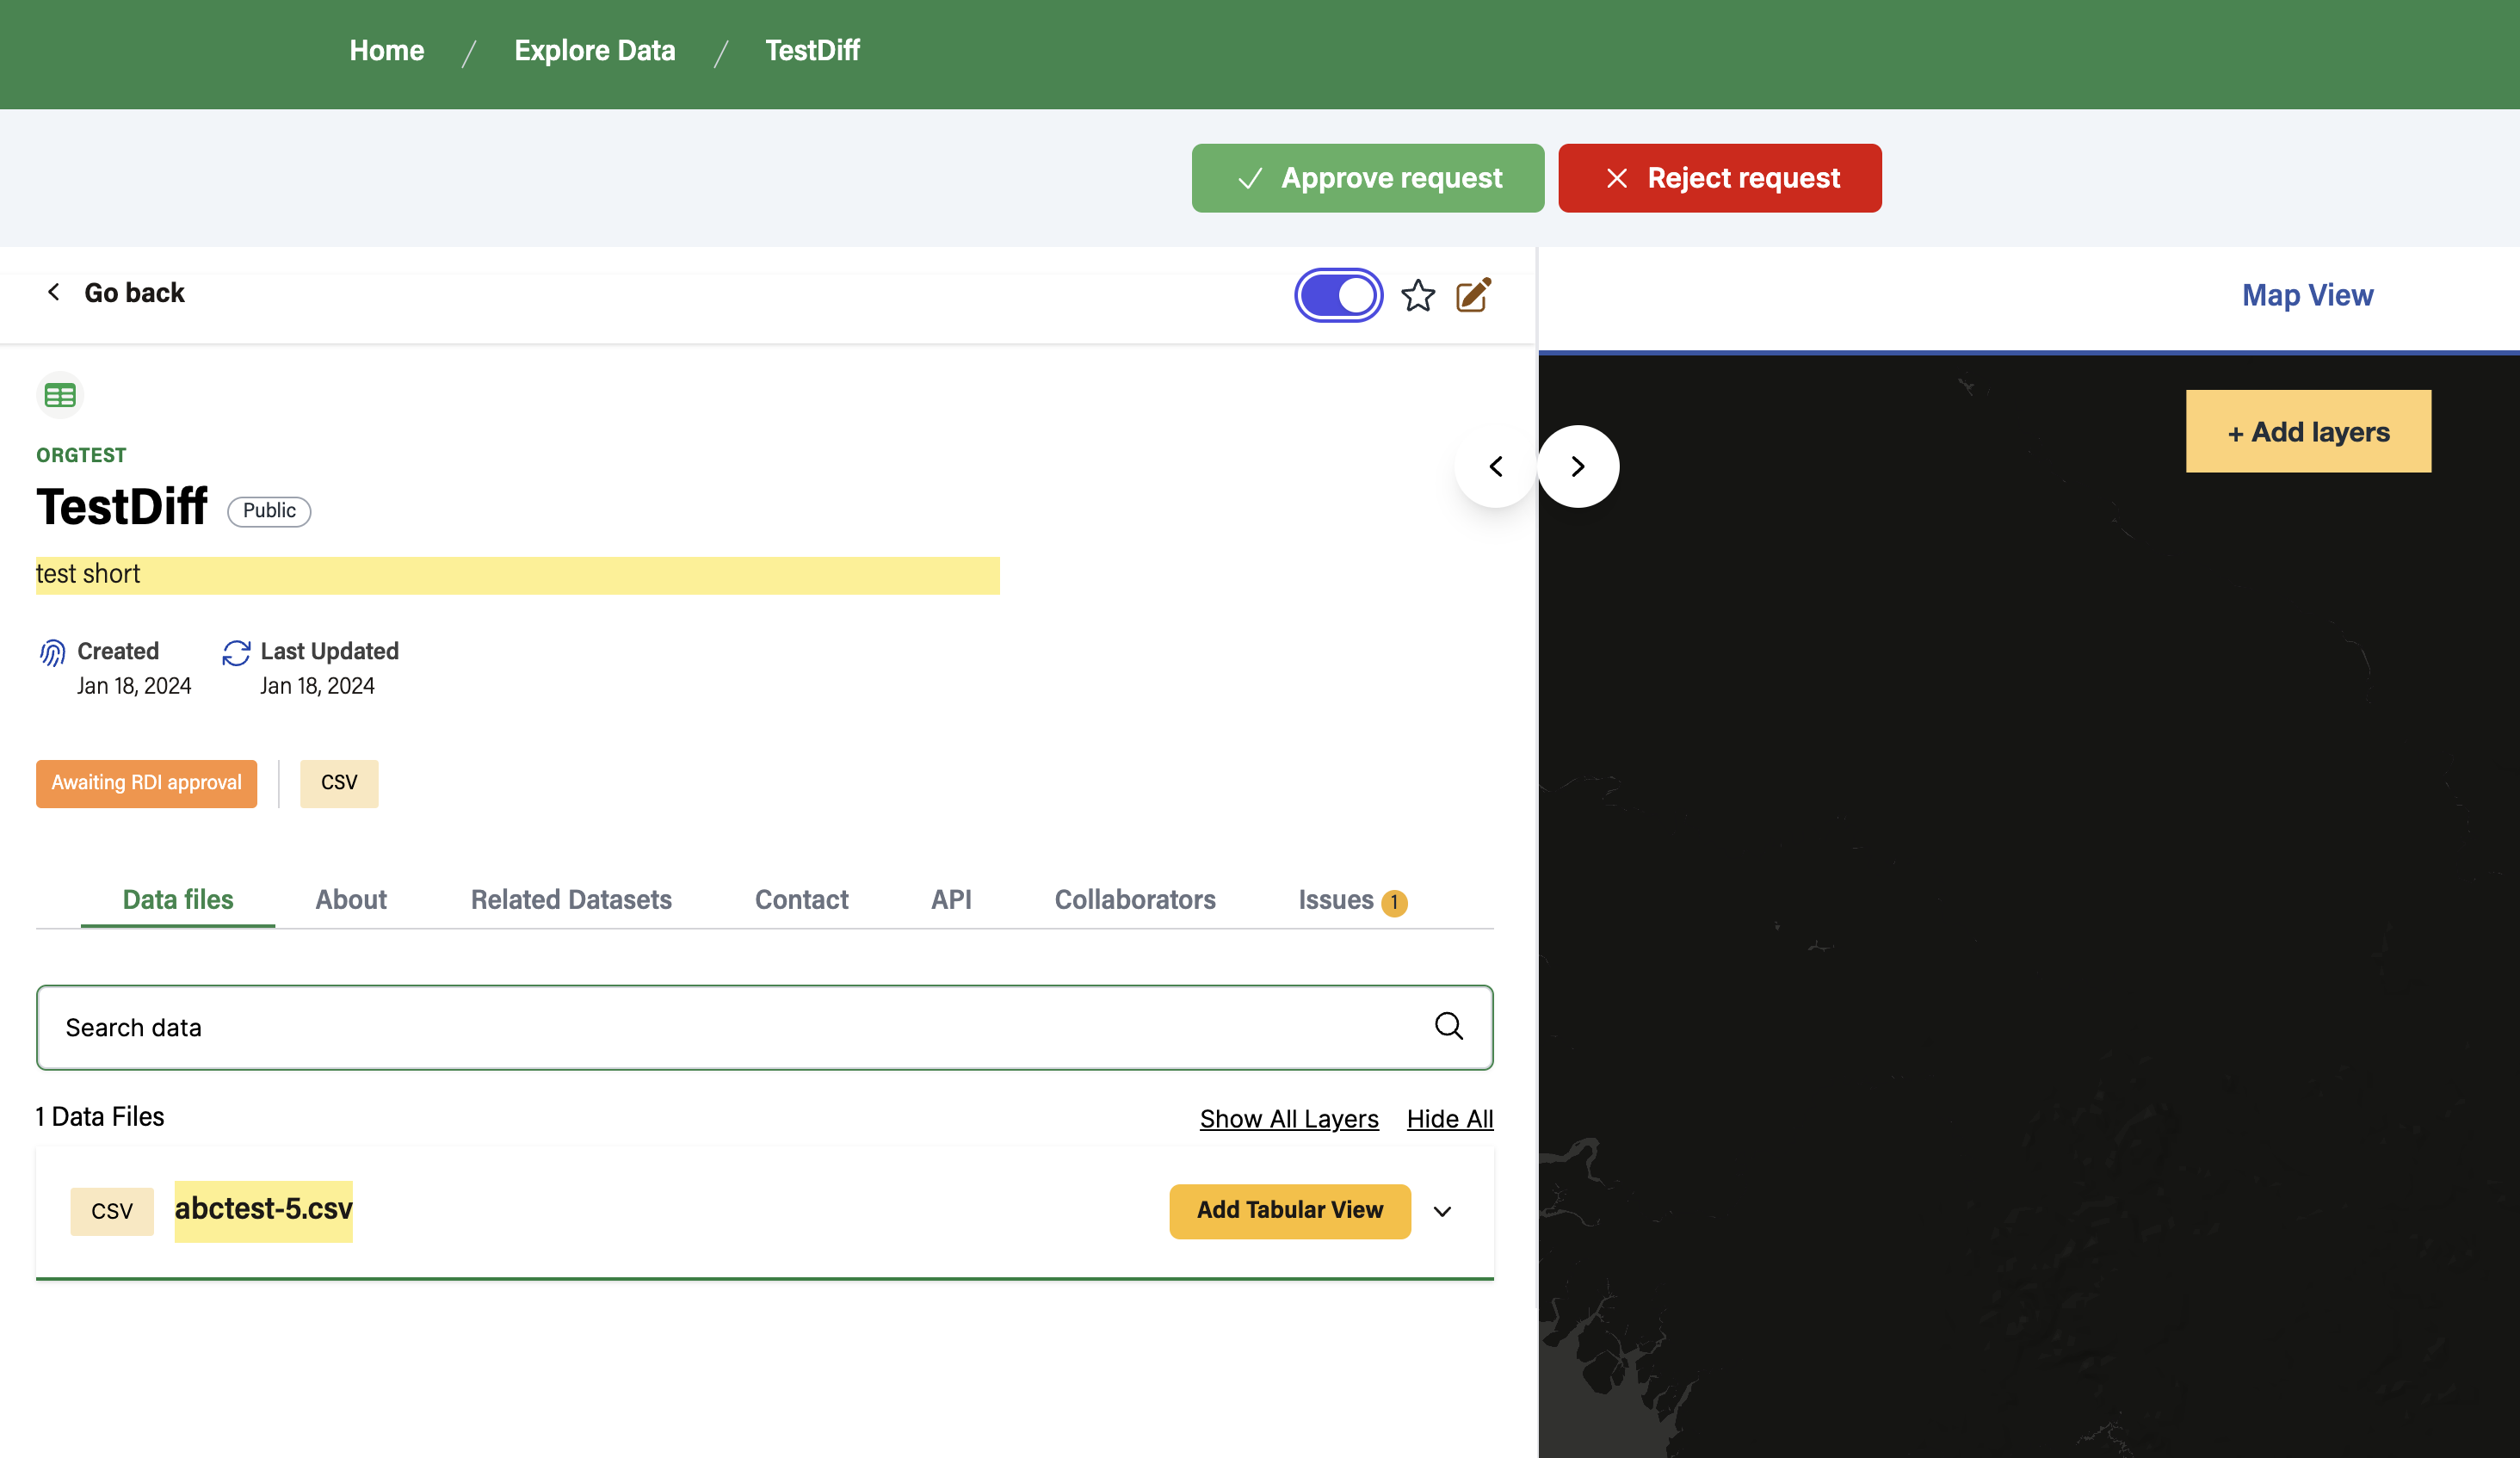 Home / Explore Data / TestDiff
Approve request
Reject request
Go back
Map View
+ Add layers
ORGTEST
TestDiff Public
test short
Created Last Updated
Jan 18, 2024 Jan 18, 2024
Awaiting RDI approval CSV
Data files About Related Datasets Contact API Collaborators Issues 1
Search data
1 Data Files Show All Layers Hide All
CSV abctest-5.csv Add Tabular View